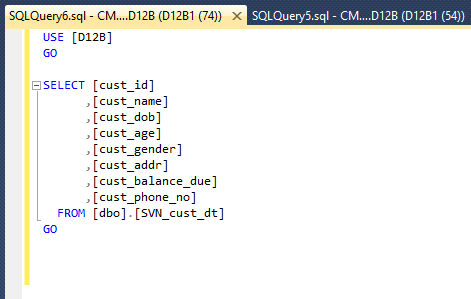 SQLQuery6.sql - CM....D12B (D12B1 (74)) SQLQuery5.sql - CM....D12B (D12B1 (54))
USE [D12B]
GO
SELECT [cust_id]
,[cust_name]
,[cust_dob]
,[cust_age]
,[cust_gender]
,[cust_addr]
,[cust_balance_due]
,[cust_phone_no]
FROM [dbo].[SVN_cust_dt]
GO